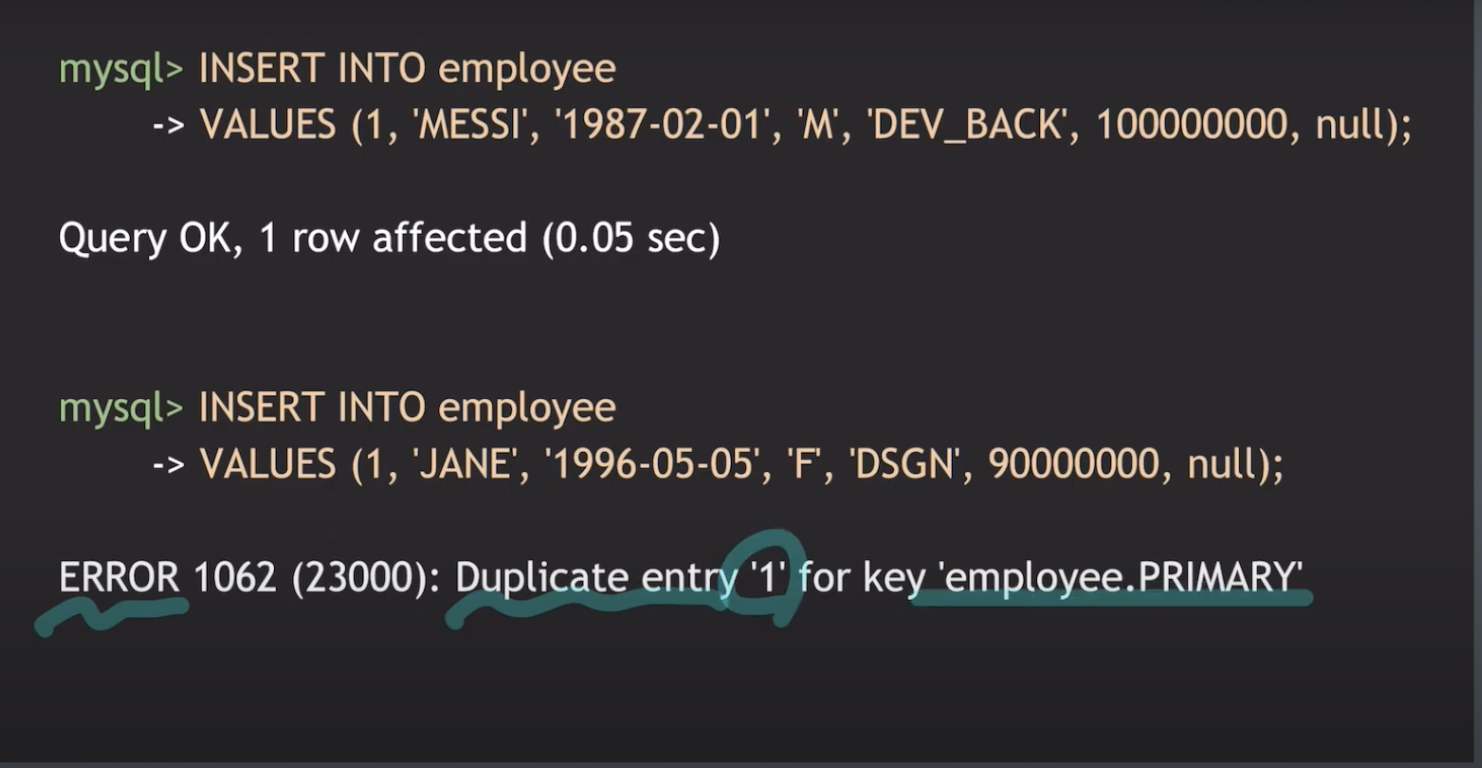 mysql> INSERT INTO employee
-> VALUES (1, 'MESSI', '1987-02-01', 'M', 'DEV_BACK', 100000000, null);
Query OK, 1 row affected (0.05 sec)
mysql> INSERT INTO employee
-> VALUES (1, 'JANE', '1996-05-05', 'F', 'DSGN', 90000000, null);
ERROR 1062 (23000): Duplicate entry '1' for key 'employee.PRIMARY'